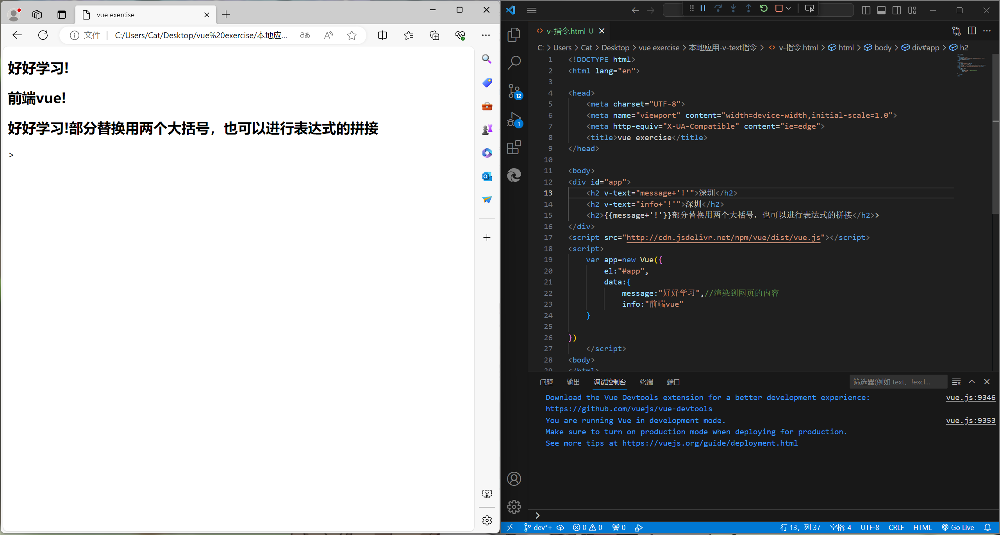 vue exercise
文件
C:/Users/Cat/Desktop/vue%20exercise/本地应...
好好学习!
前端vue!
好好学习!部分替换用两个大括号，也可以进行表达式的拼接
>
v-指令.html U
C: > Users > Cat > Desktop > vue exercise > 本地应用-v-text指令 > v-指令.html > html > body > div#app > h2
1 <!DOCTYPE html>
2 <html lang="en">
3
4 <head>
5 <meta charset="UTF-8">
6 <meta name="viewport" content="width=device-width,initial-scale=1.0">
7 <meta http-equiv="X-UA-Compatible" content="ie=edge">
8 <title>vue exercise</title>
9 </head>
10
11 <body>
12 <div id="app">
13 <h2 v-text="message+'!'">深圳</h2>
14 <h2 v-text="info+'!'">深圳</h2>
15 <h2>{{message+'!'}}部分替换用两个大括号，也可以进行表达式的拼接</h2>>
16 </div>
17 <script src="http://cdn.jsdelivr.net/npm/vue/dist/vue.js"></script>
18 <script>
19 var app=new Vue({
20 el:"#app",
21 data:{
22 message:"好好学习",//渲染到网页的内容
23 info:"前端vue"
24 }
25
26 })
27 </script>
28 <body>
29 </html>
12
1
问题 输出 调试控制台 终端 端口
筛选器(例如 text、!excl...
Download the Vue Devtools extension for a better development experience: vue.js:9346
https://github.com/vuejs/vue-devtools
You are running Vue in development mode. vue.js:9353
Make sure to turn on production mode when deploying for production.
See more tips at https://vuejs.org/guide/deployment.html
dev*+ 0 0 0 行 13，列 37 空格: 4 UTF-8 CRLF HTML Go Live